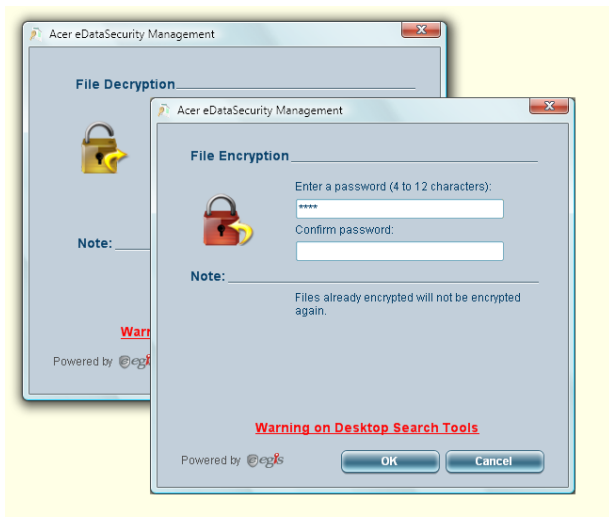 Acer eDataSecurity Management
File Decryption
Note:
Warn
Powered by egi
Acer eDataSecurity Management
File Encryption
Enter a password (4 to 12 characters):
****
Confirm password:
Note:
Files already encrypted will not be encrypted
again.
Warning on Desktop Search Tools
Powered by egis
OK Cancel